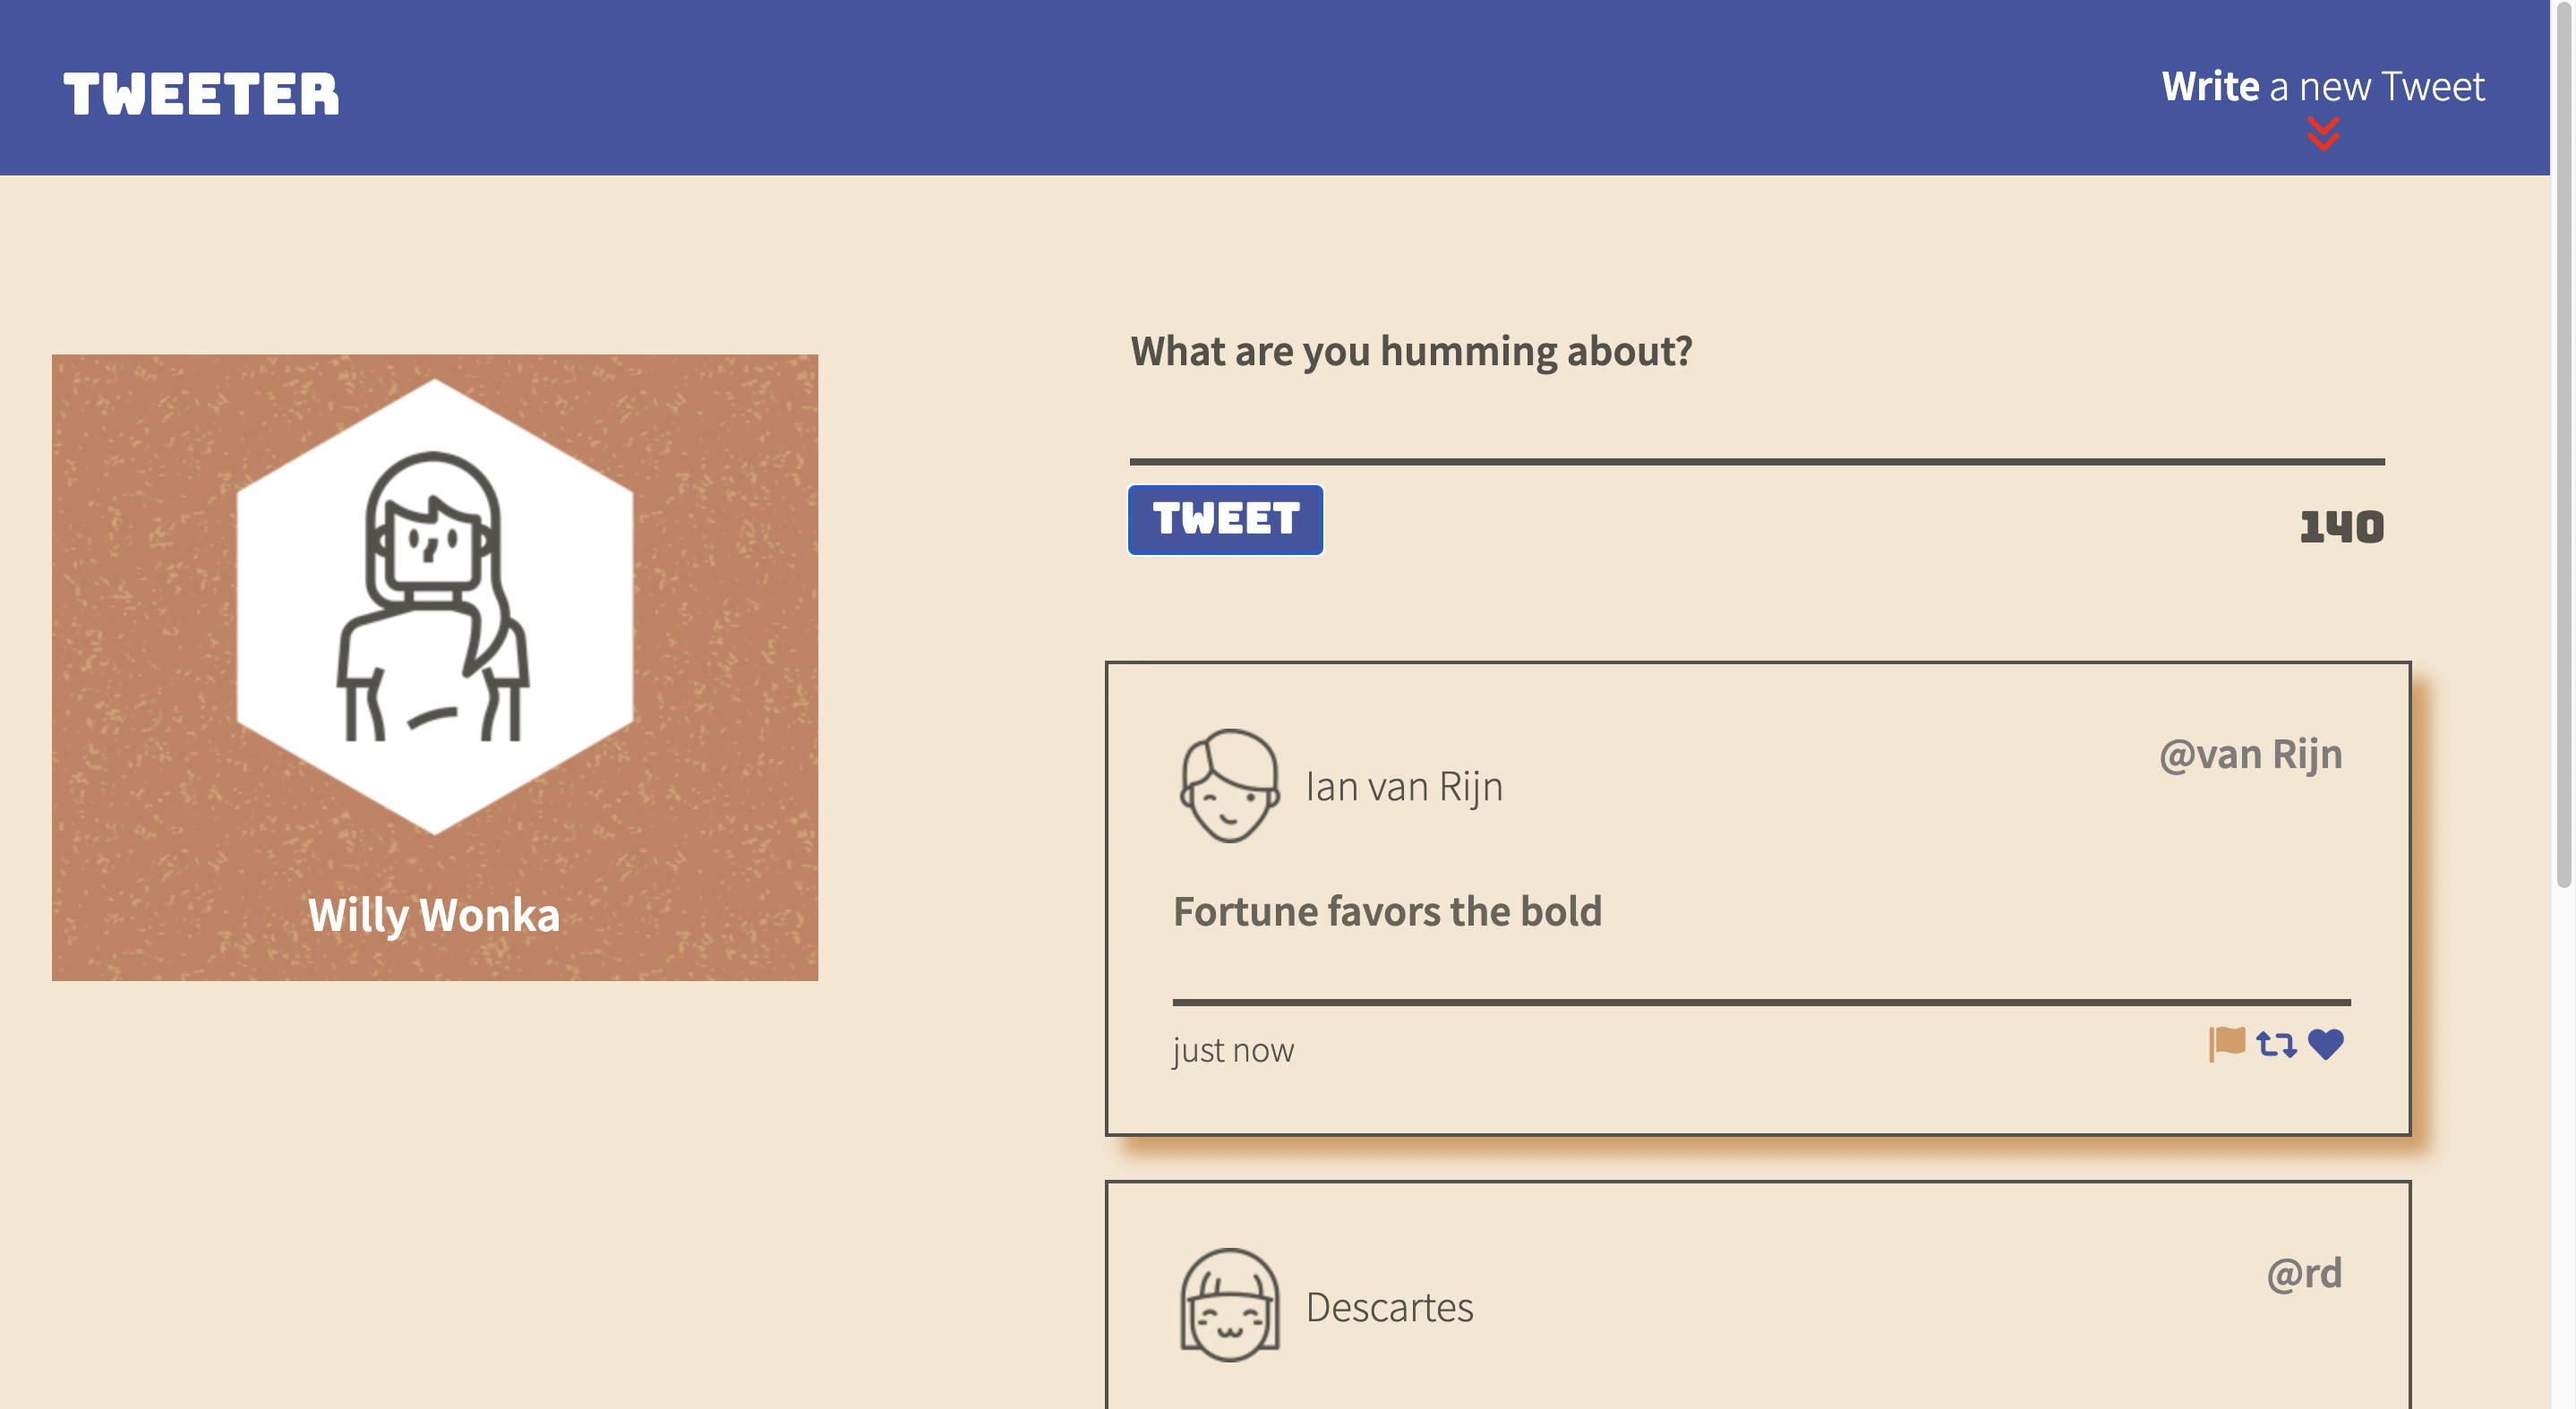 TWEETER
Write a new Tweet
What are you humming about?
TWEET
140
Willy Wonka
Ian van Rijn
@van Rijn
Fortune favors the bold
just now
Descartes
@rd